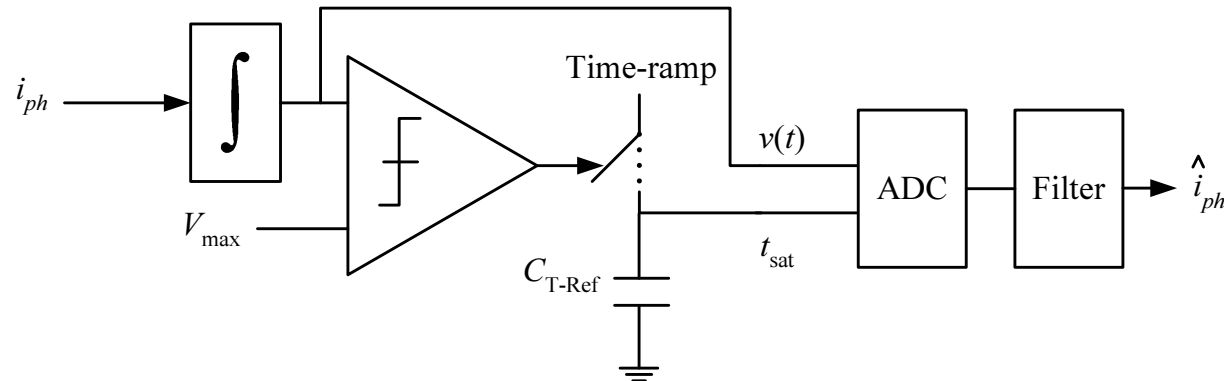 Time-ramp
i_ph
∫
v(t)
ADC
Filter
î_ph
V_max
t_sat
C_T-Ref